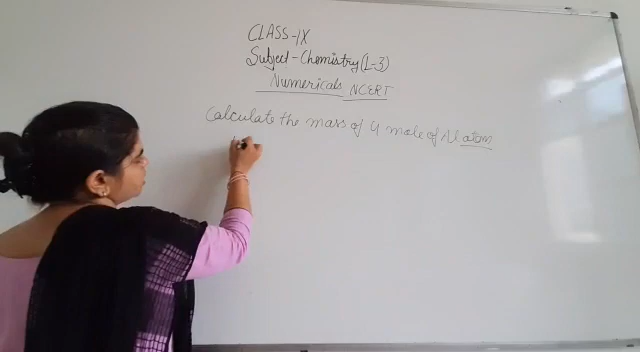 CLASS-IX
Subject-Chemistry(L-3)
Numericals NCERT
Calculate the mass of 4 mole of Al atom